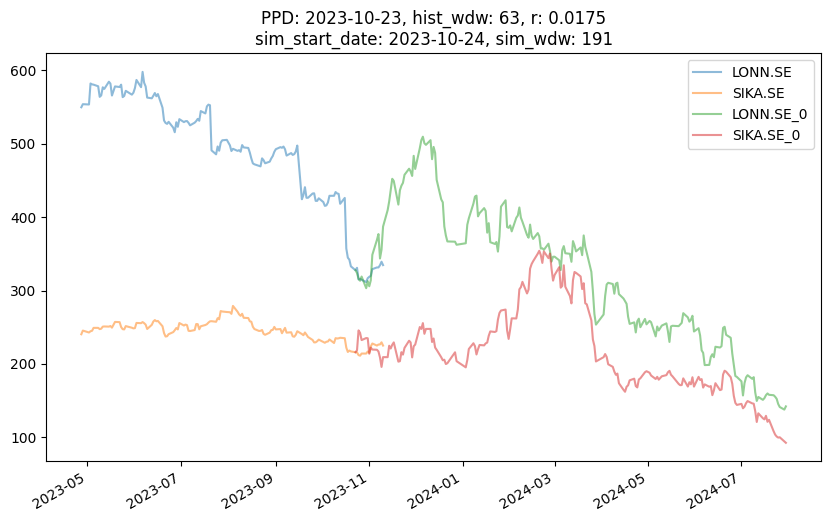 PPD: 2023-10-23, hist_wdw: 63, r: 0.0175
sim_start_date: 2023-10-24, sim_wdw: 191
LONN.SE
SIKA.SE
LONN.SE_0
SIKA.SE_0
600
500
400
300
200
100
2023-05
2023-07
2023-09
2023-11
2024-01
2024-03
2024-05
2024-07